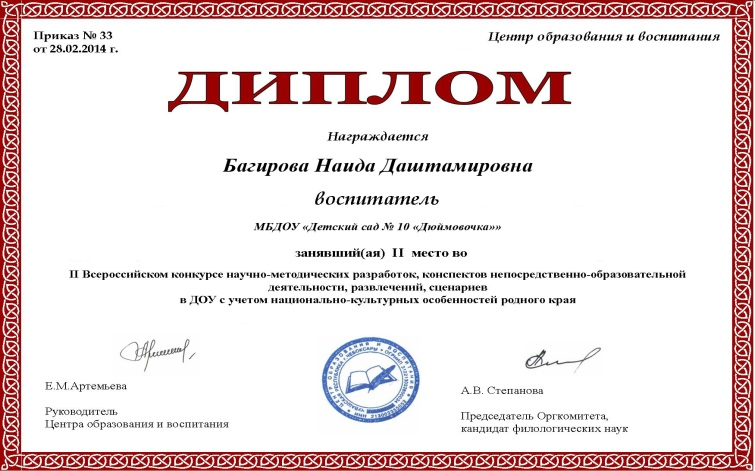 Приказ № 33
от 28.02.2014 г.
Центр образования и воспитания
ДИПЛОМ
Награждается
Багирова Наида Даштамировна
воспитатель
МБДОУ «Детский сад № 10 «Дюймовочка»»
занявший(ая) II место во
II Всероссийском конкурсе научно-методических разработок, конспектов непосредственно-образовательной
деятельности, развлечений, сценариев
в ДОУ с учетом национально-культурных особенностей родного края
Е.М.Артемьева
Руководитель
Центра образования и воспитания
ЦЕНТР ОБРАЗОВАНИЯ И ВОСПИТАНИЯ
А.В. Степанова
Председатель Оргкомитета,
кандидат филологических наук